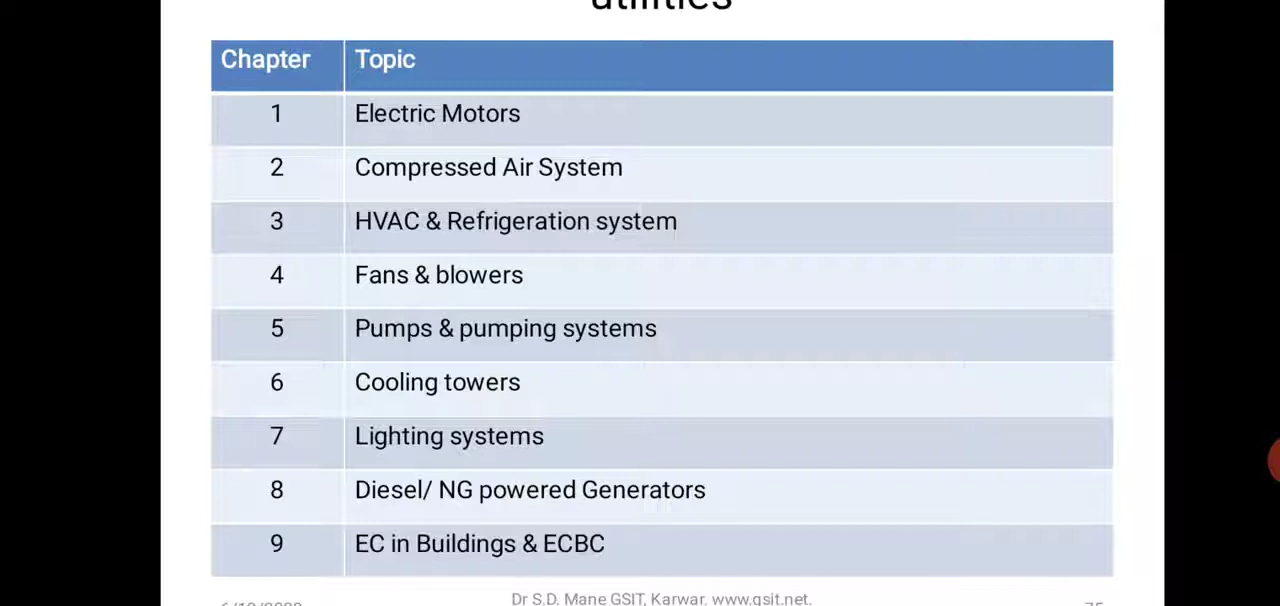 utilities
Chapter Topic
1 Electric Motors
2 Compressed Air System
3 HVAC & Refrigeration system
4 Fans & blowers
5 Pumps & pumping systems
6 Cooling towers
7 Lighting systems
8 Diesel/ NG powered Generators
9 EC in Buildings & ECBC
Dr S.D. Mane GSIT, Karwar. www.gsit.net.